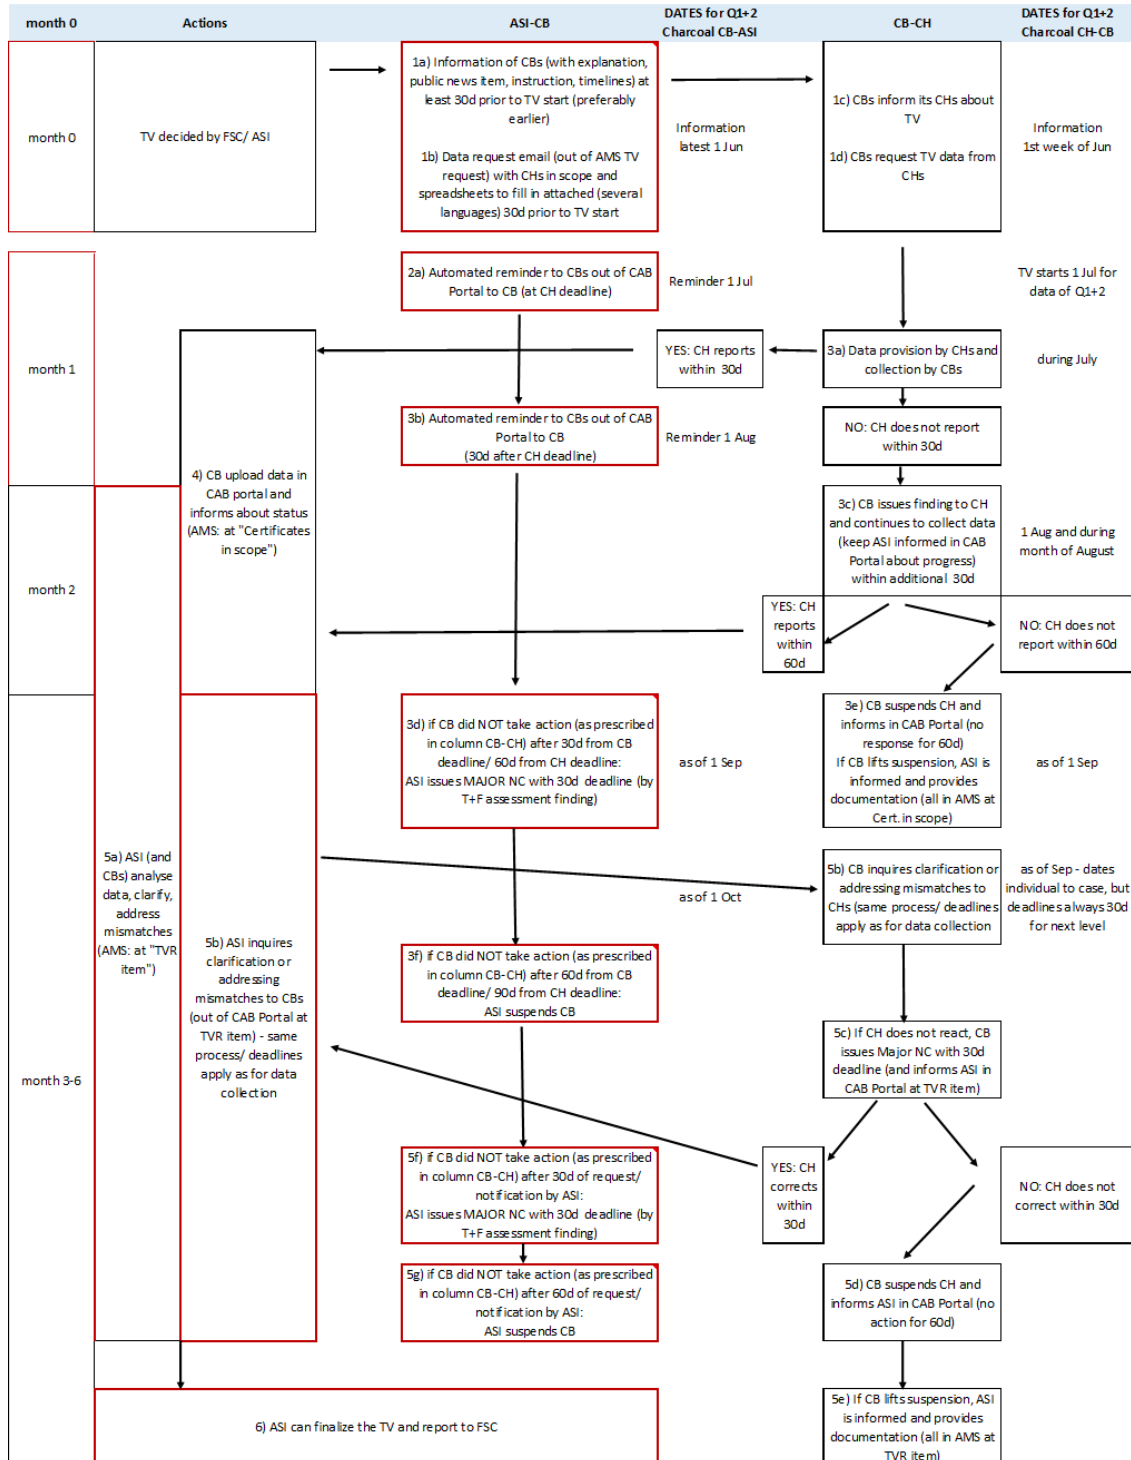 month 0
Actions
ASI-CB
DATES for Q1+2
Charcoal CB-ASI
CB-CH
DATES for Q1+2
Charcoal CH-CB
month 0
TV decided by FSC/ ASI
1a) Information of CBs (with explanation,
public news item, instruction, timelines) at
least 30d prior to TV start (preferably
earlier)
1b) Data request email (out of AMS TV
request) with CHs in scope and
spreadsheets to fill in attached (several
languages) 30d prior to TV start
Information
latest 1 Jun
1c) CBs inform its CHs about
TV
1d) CBs request TV data from
CHs
Information
1st week of Jun
month 1
2a) Automated reminder to CBs out of CAB
Portal to CB (at CH deadline)
Reminder 1 Jul
TV starts 1 Jul for
data of Q1+2
YES: CH reports
within 30d
3a) Data provision by CHs and
collection by CBs
during July
3b) Automated reminder to CBs out of CAB
Portal to CB
(30d after CH deadline)
Reminder 1 Aug
NO: CH does not report
within 30d
4) CB upload data in
CAB portal and
informs about status
(AMS: at "Certificates
in scope")
month 2
3c) CB issues finding to CH
and continues to collect data
(keep ASI informed in CAB
Portal about progress)
within additional 30d
1 Aug and during
month of August
YES: CH
reports
within
60d
NO: CH does not
report within 60d
month 3-6
5a) ASI (and
CBs) analyse
data, clarify,
address
mismatches
(AMS: at "TVR
item")
5b) ASI inquires
clarification or
addressing
mismatches to CBs
(out of CAB Portal at
TVR item) - same
process/ deadlines
apply as for data
collection
3d) if CB did NOT take action (as prescribed
in column CB-CH) after 30d from CB
deadline/ 60d from CH deadline:
ASI issues MAJOR NC with 30d deadline (by
T+F assessment finding)
as of 1 Sep
3e) CB suspends CH and
informs in CAB Portal (no
response for 60d)
If CB lifts suspension, ASI is
informed and provides
documentation (all in AMS at
Cert. in scope)
as of 1 Sep
as of 1 Oct
5b) CB inquires clarification or
addressing mismatches to
CHs (same process/ deadlines
apply as for data collection
as of Sep - dates
individual to case, but
deadlines always 30d
for next level
3f) if CB did NOT take action (as prescribed
in column CB-CH) after 60d from CB
deadline/ 90d from CH deadline:
ASI suspends CB
5c) If CH does not react, CB
issues Major NC with 30d
deadline (and informs ASI in
CAB Portal at TVR item)
5f) if CB did NOT take action (as prescribed
in column CB-CH) after 30d of request/
notification by ASI:
ASI issues MAJOR NC with 30d deadline (by
T+F assessment finding)
YES: CH
corrects
within
30d
NO: CH does not
correct within 30d
5g) if CB did NOT take action (as prescribed
in column CB-CH) after 60d of request/
notification by ASI:
ASI suspends CB
5d) CB suspends CH and
informs ASI in CAB Portal (no
action for 60d)
6) ASI can finalize the TV and report to FSC
5e) If CB lifts suspension, ASI
is informed and provides
documentation (all in AMS at
TVR item)